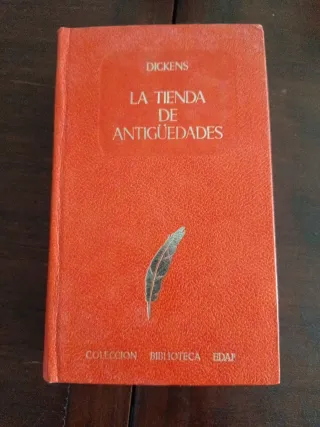 DICKENS
LA TIENDA
DE
ANTIGÜEDADES
COLECCION BIBLIOTECA EDAF